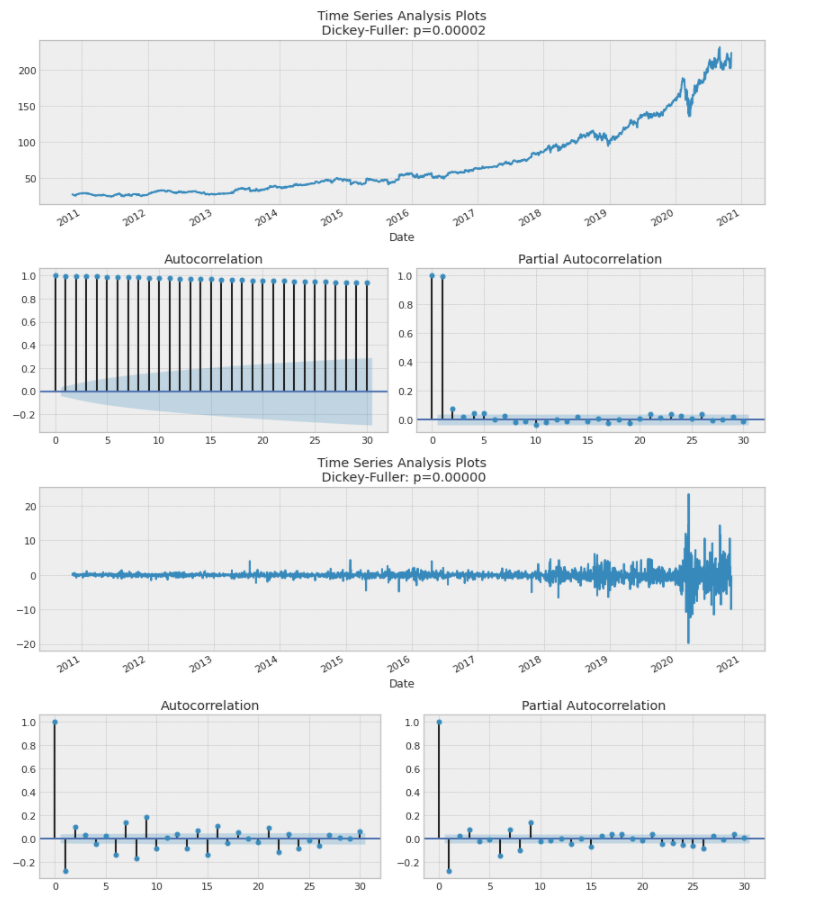 Time Series Analysis Plots
Dickey-Fuller: p=0.00002
200
150
100
50
2011 2012 2013 2014 2015 2016 2017 2018 2019 2020 2021
Date
Autocorrelation
1.0
0.8
0.6
0.4
0.2
0.0
−0.2
0 5 10 15 20 25 30
Partial Autocorrelation
1.0
0.8
0.6
0.4
0.2
0.0
0 5 10 15 20 25 30
Time Series Analysis Plots
Dickey-Fuller: p=0.00000
20
10
0
−10
−20
2011 2012 2013 2014 2015 2016 2017 2018 2019 2020 2021
Date
Autocorrelation
1.0
0.8
0.6
0.4
0.2
0.0
−0.2
0 5 10 15 20 25 30
Partial Autocorrelation
1.0
0.8
0.6
0.4
0.2
0.0
−0.2
0 5 10 15 20 25 30